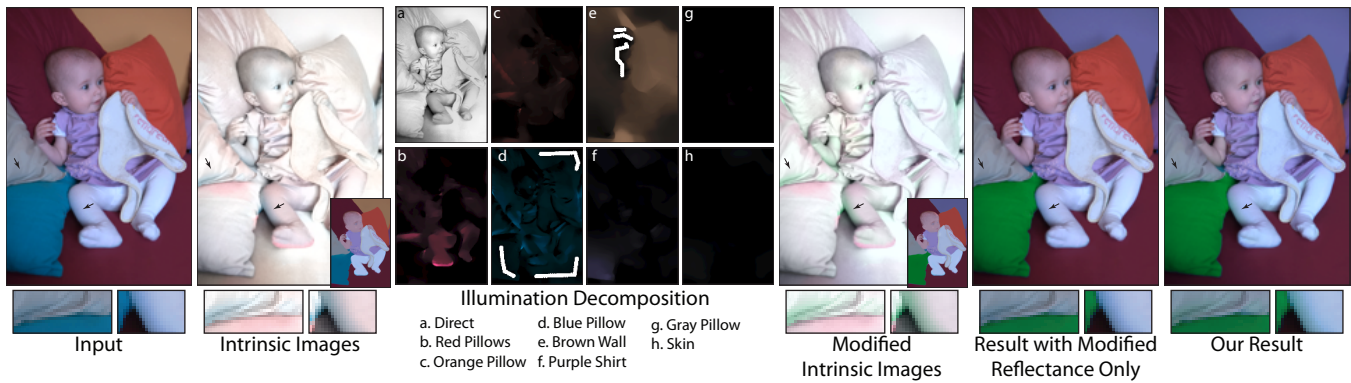 a
c
e
g
b
d
f
h
Input
Intrinsic Images
Illumination Decomposition
a. Direct
b. Red Pillows
c. Orange Pillow
d. Blue Pillow
e. Brown Wall
f. Purple Shirt
g. Gray Pillow
h. Skin
Modified
Intrinsic Images
Result with Modified
Reflectance Only
Our Result